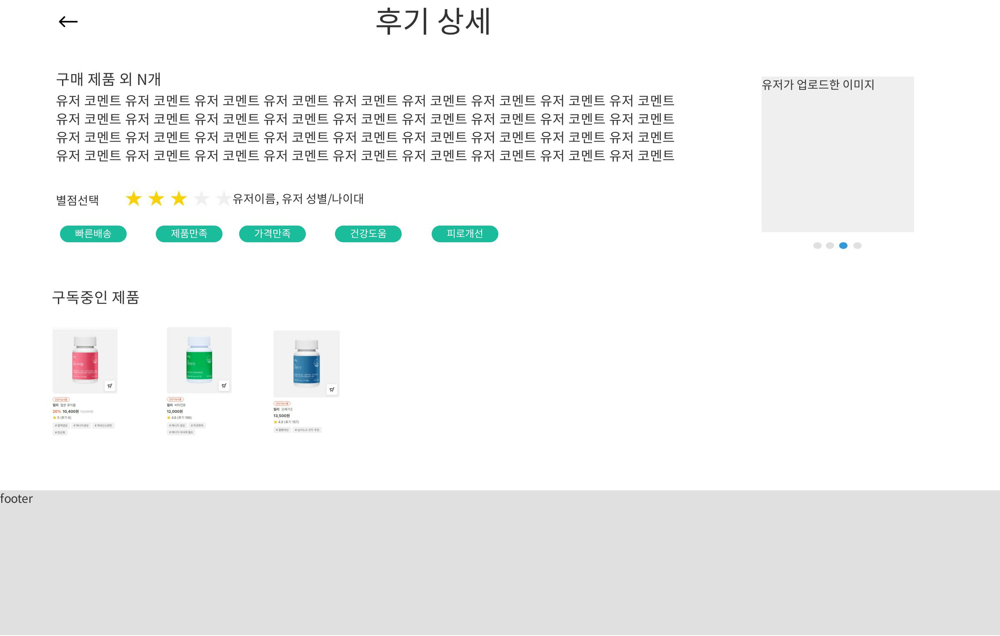 후기 상세
구매 제품 외 N개
유저 코멘트 유저 코멘트 유저 코멘트 유저 코멘트 유저 코멘트 유저 코멘트 유저 코멘트 유저 코멘트 유저 코멘트
유저 코멘트 유저 코멘트 유저 코멘트 유저 코멘트 유저 코멘트 유저 코멘트 유저 코멘트 유저 코멘트 유저 코멘트
유저 코멘트 유저 코멘트 유저 코멘트 유저 코멘트 유저 코멘트 유저 코멘트 유저 코멘트 유저 코멘트 유저 코멘트
유저 코멘트 유저 코멘트 유저 코멘트 유저 코멘트 유저 코멘트 유저 코멘트 유저 코멘트 유저 코멘트 유저 코멘트
유저가 업로드한 이미지
별점선택 유저이름, 유저 성별/나이대
빠른배송 제품만족 가격만족 건강도움 피로개선
구독중인 제품
철분 츄어블
건강기능식품
필리 철분 츄어블
20% 10,400원 13,000원
5 (후기 6)
# 혈액생성 # 에너지생성 # 체내산소운반
# 항산화
비타민 B
건강기능식품
필리 비타민B
12,000원
4.8 (후기 196)
# 에너지 생성 # 피로회복
# 에너지 대사에 필요
오메가 3
건강기능식품
필리 오메가3
13,500원
4.9 (후기 157)
# 혈행개선 # 남녀노소 모두 추천
footer